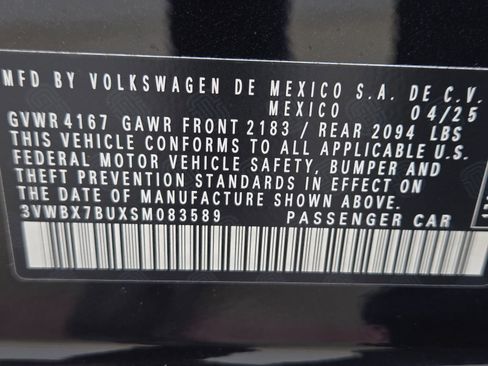 MFD BY VOLKSWAGEN DE MEXICO S.A. DE C.V.
MEXICO 04/25
GVWR 4167 GAWR FRONT 2183 / REAR 2094 LBS
THIS VEHICLE CONFORMS TO ALL APPLICABLE U.S.
FEDERAL MOTOR VEHICLE SAFETY, BUMPER AND
THEFT PREVENTION STANDARDS IN EFFECT ON
THE DATE OF MANUFACTURE SHOWN ABOVE.
3VWBX7BUXSM083589 PASSENGER CAR